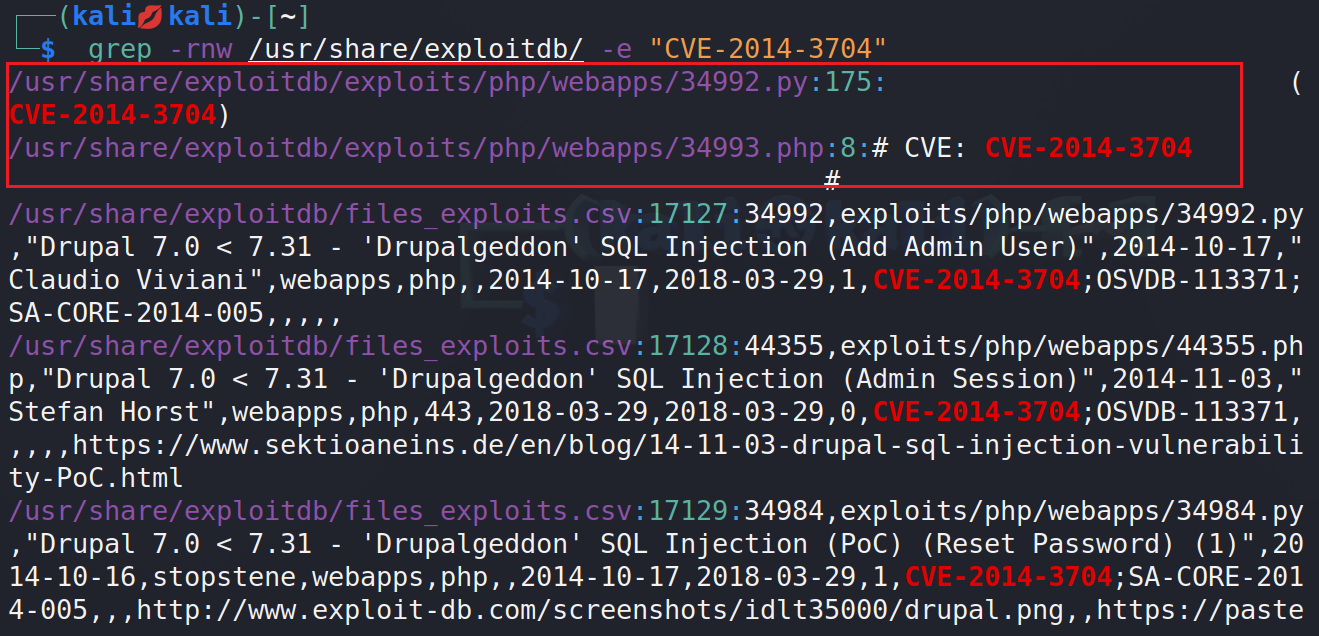 ┌──(kali💋kali)-[~]
└─$ grep -rnw /usr/share/exploitdb/ -e "CVE-2014-3704"
/usr/share/exploitdb/exploits/php/webapps/34992.py:175: (
CVE-2014-3704)
/usr/share/exploitdb/exploits/php/webapps/34993.php:8:# CVE: CVE-2014-3704
#
/usr/share/exploitdb/files_exploits.csv:17127:34992,exploits/php/webapps/34992.py
,"Drupal 7.0 < 7.31 - 'Drupalgeddon' SQL Injection (Add Admin User)",2014-10-17,"
Claudio Viviani",webapps,php,,2014-10-17,2018-03-29,1,CVE-2014-3704;OSVDB-113371;
SA-CORE-2014-005,,,,,
/usr/share/exploitdb/files_exploits.csv:17128:44355,exploits/php/webapps/44355.ph
p,"Drupal 7.0 < 7.31 - 'Drupalgeddon' SQL Injection (Admin Session)",2014-11-03,"
Stefan Horst",webapps,php,443,2018-03-29,2018-03-29,0,CVE-2014-3704;OSVDB-113371,
,,,,https://www.sektioaneins.de/en/blog/14-11-03-drupal-sql-injection-vulnerabili
ty-PoC.html
/usr/share/exploitdb/files_exploits.csv:17129:34984,exploits/php/webapps/34984.py
,"Drupal 7.0 < 7.31 - 'Drupalgeddon' SQL Injection (PoC) (Reset Password) (1)",20
14-10-16,stopstene,webapps,php,,2014-10-17,2018-03-29,1,CVE-2014-3704;SA-CORE-201
4-005,,,http://www.exploit-db.com/screenshots/idlt35000/drupal.png,,https://paste